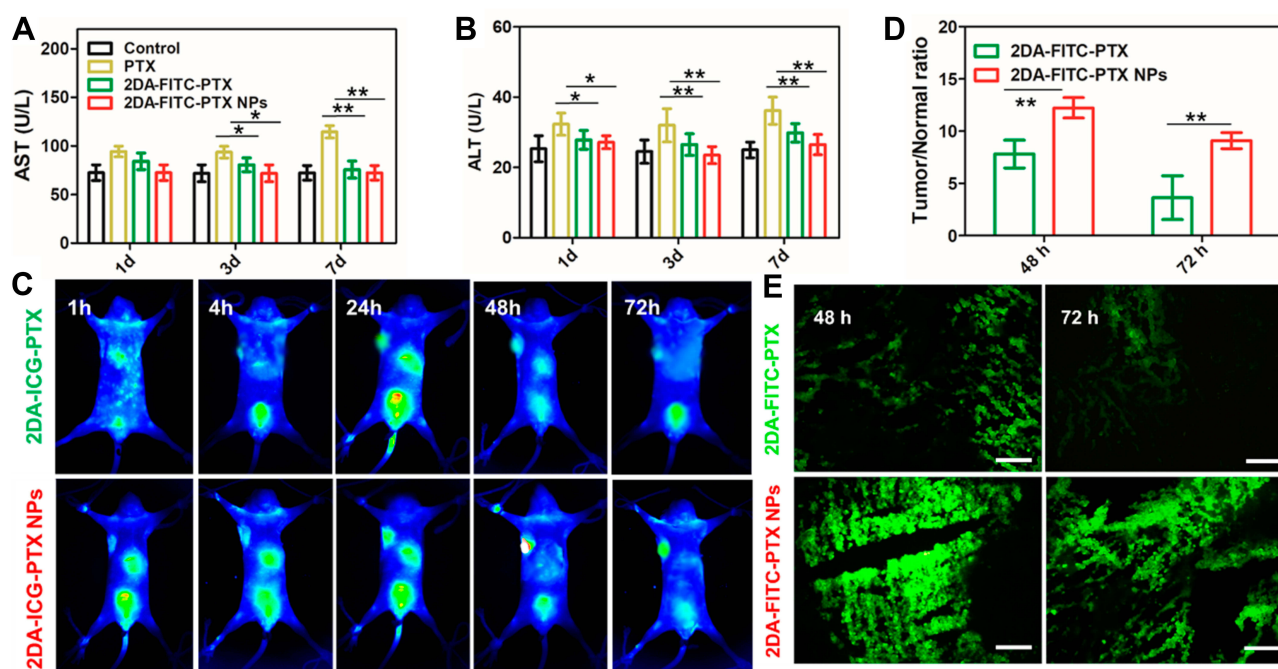 A
AST (U/L)
200
150
100
50
0
Control
PTX
2DA-FITC-PTX
2DA-FITC-PTX NPs
*
*
**
**
1d
3d
7d
B
ALT (U/L)
60
40
20
0
*
*
**
**
**
**
1d
3d
7d
D
Tumor/Normal ratio
20
15
10
5
0
2DA-FITC-PTX
2DA-FITC-PTX NPs
**
**
48 h
72 h
C
2DA-ICG-PTX
1h
4h
24h
48h
72h
2DA-ICG-PTX NPs
E
2DA-FITC-PTX
48 h
72 h
2DA-FITC-PTX NPs